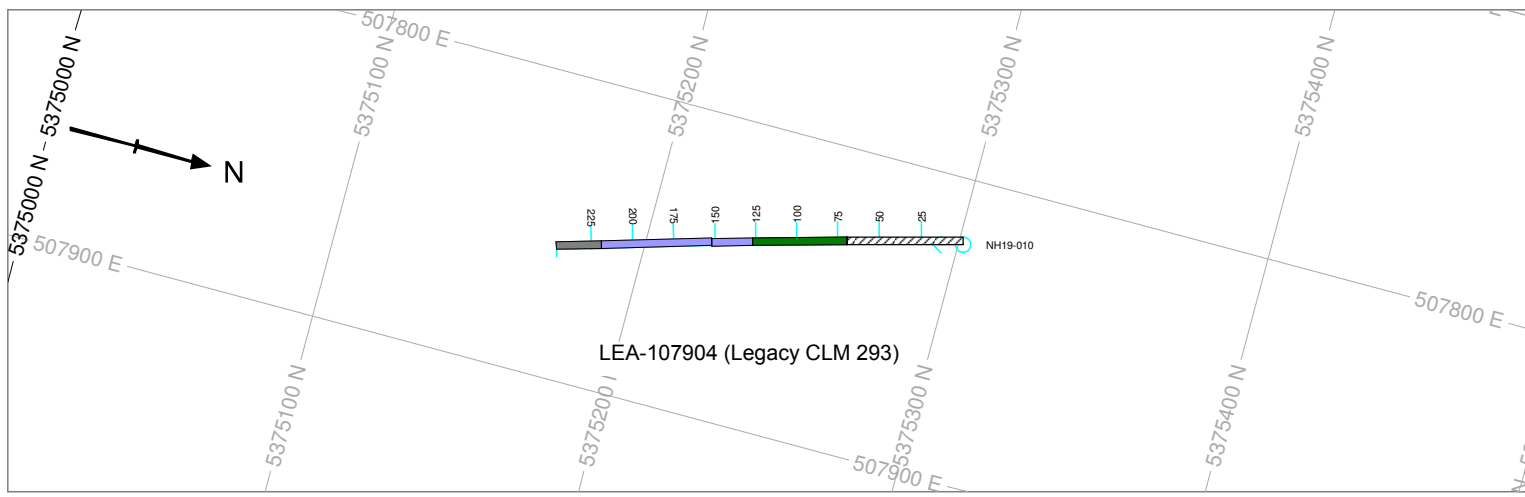 507800 E
5375000 N
5375100 N
5375200 N
5375300 N
5375400 N
N
5375000 N
507900 E
225
200
175
150
125
100
75
50
25
NH19-010
507800 E
LEA-107904 (Legacy CLM 293)
5375100 N
5375200
5375300 N
5375400 N
507900 E
N